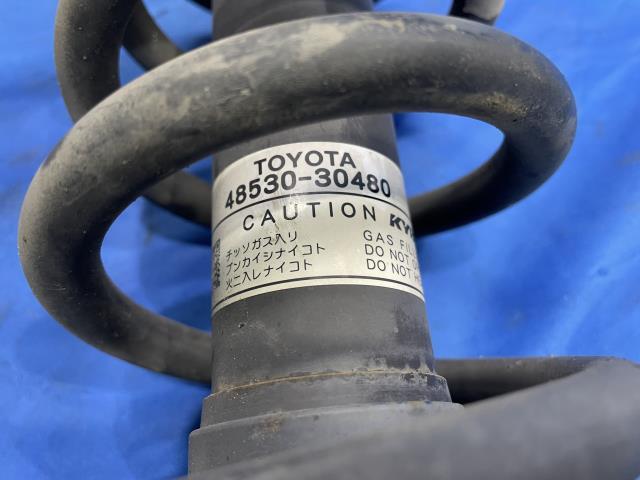 TOYOTA
48530-30480
CAUTION KY
チッソガス入リ
ブンカイシナイコト
火ニ入レナイコト
GAS FIL
DO NOT
DO NOT